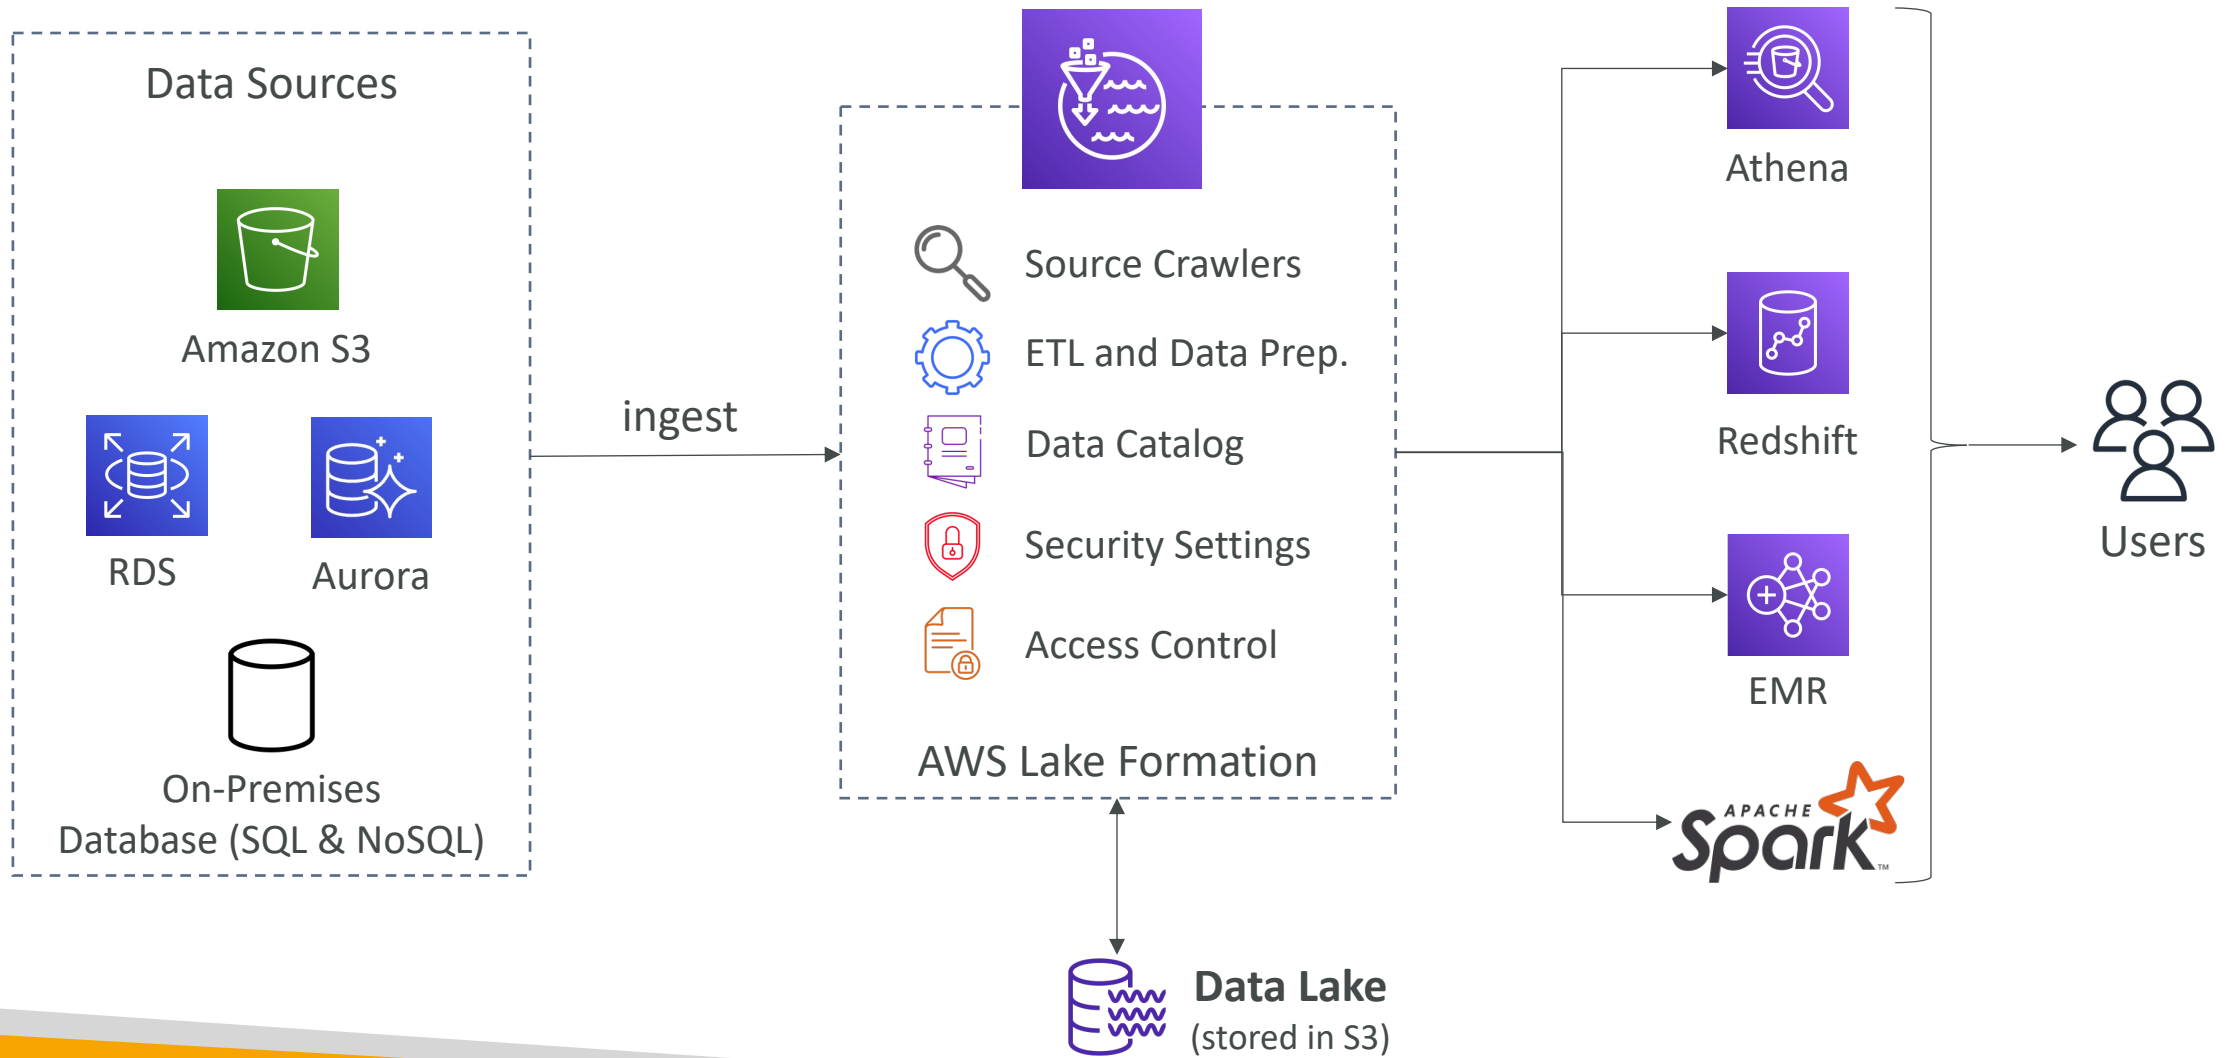 Data Sources
Amazon S3
RDS
Aurora
On-Premises
Database (SQL & NoSQL)
ingest
Source Crawlers
ETL and Data Prep.
Data Catalog
Security Settings
Access Control
AWS Lake Formation
Data Lake
(stored in S3)
Athena
Redshift
EMR
APACHE
Spark™
Users